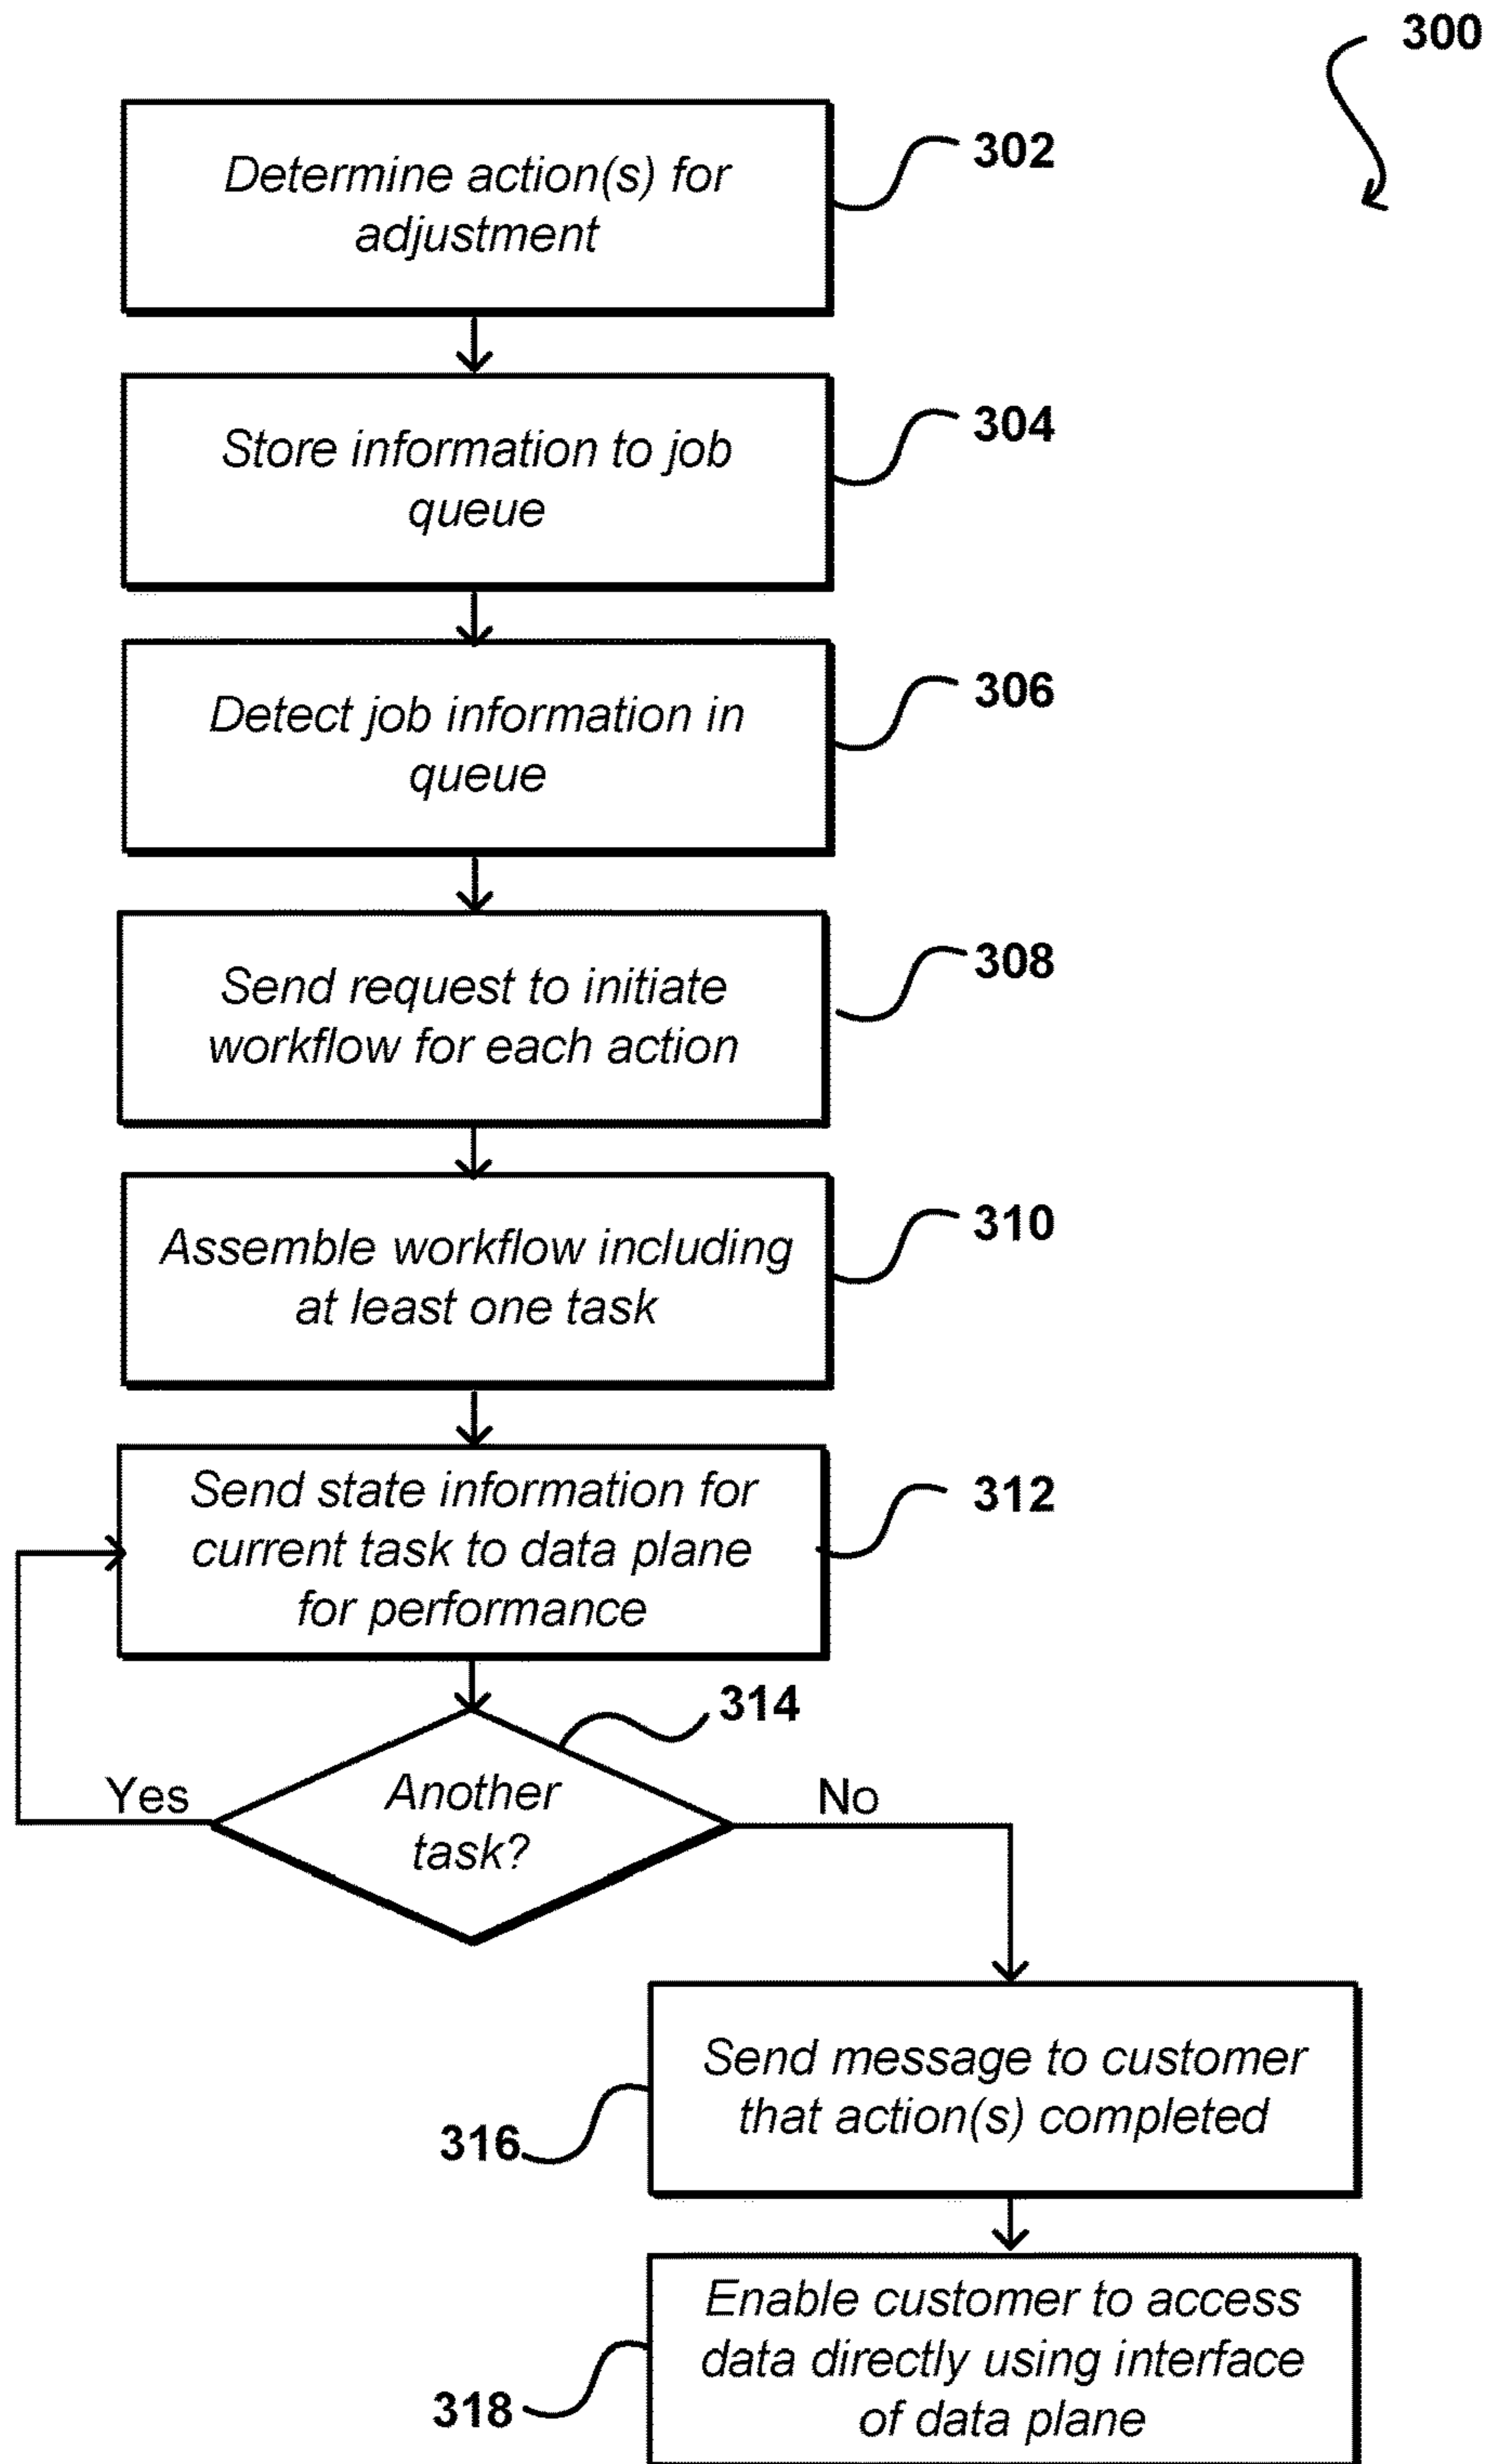 300
Determine action(s) for
adjustment
302
Store information to job
queue
304
Detect job information in
queue
306
Send request to initiate
workflow for each action
308
Assemble workflow including
at least one task
310
Send state information for
current task to data plane
for performance
312
314
Another
task?
Yes
No
Send message to customer
that action(s) completed
316
Enable customer to access
data directly using interface
of data plane
318